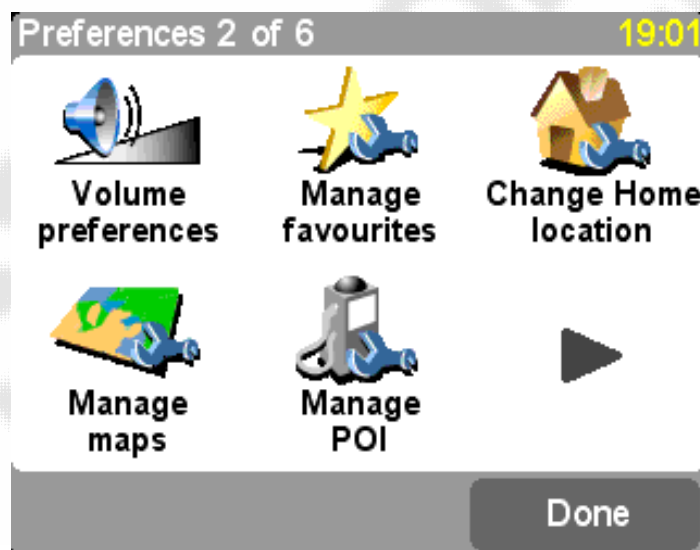 Preferences 2 of 6 19:01
Volume preferences
Manage favourites
Change Home location
Manage maps
Manage POI
Done